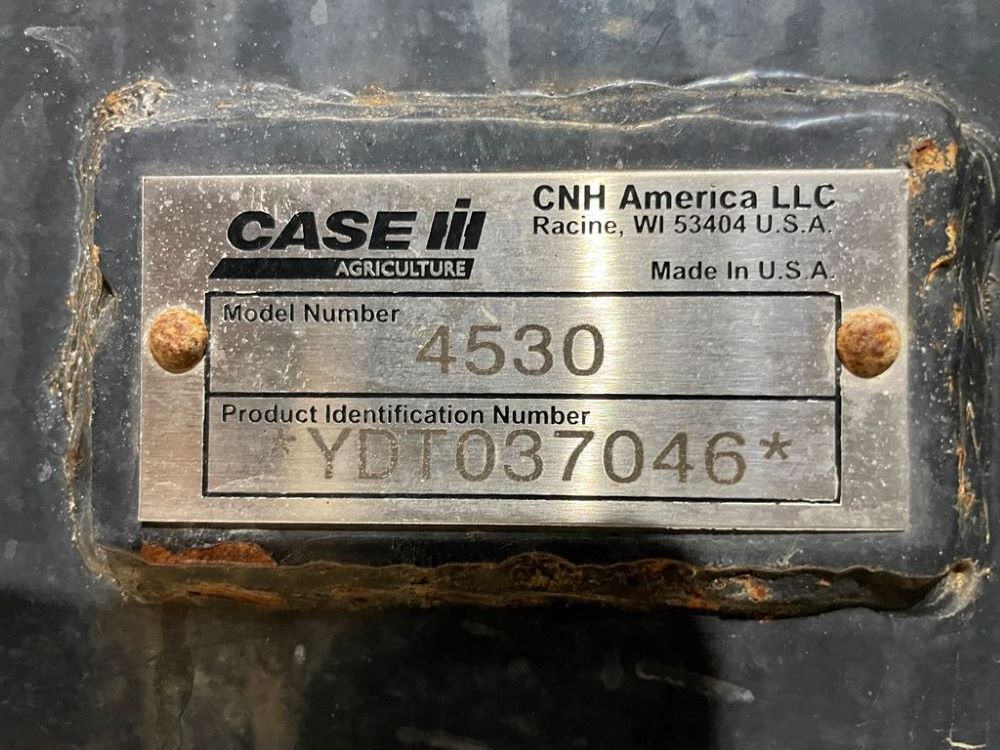 CASE IH
AGRICULTURE
CNH America LLC
Racine, WI 53404 U.S.A.
Made In U.S.A.
Model Number
4530
Product Identification Number
*YDT037046*